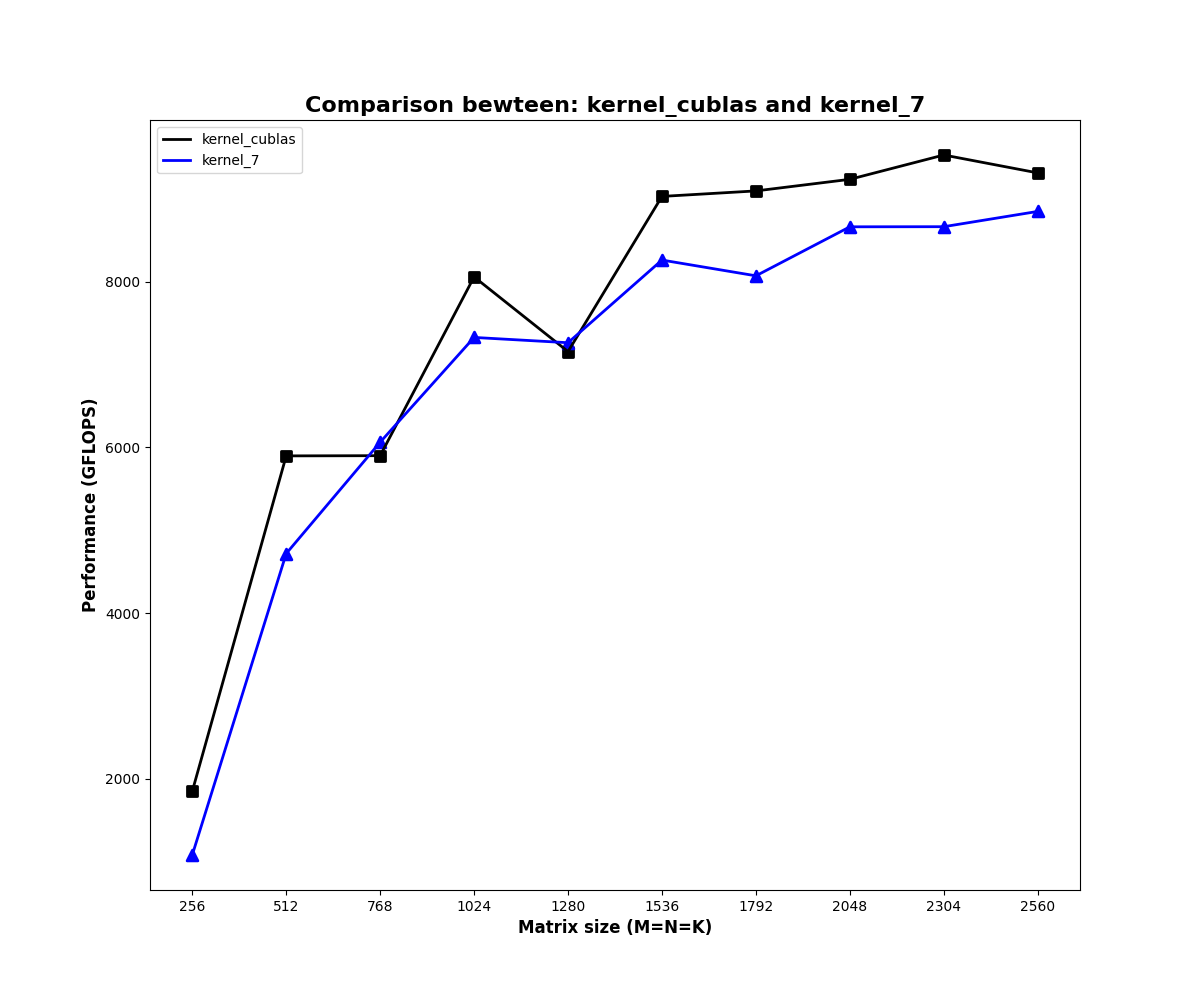 Comparison bewteen: kernel_cublas and kernel_7
kernel_cublas
kernel_7
Performance (GFLOPS)
8000
6000
4000
2000
256 512 768 1024 1280 1536 1792 2048 2304 2560
Matrix size (M=N=K)